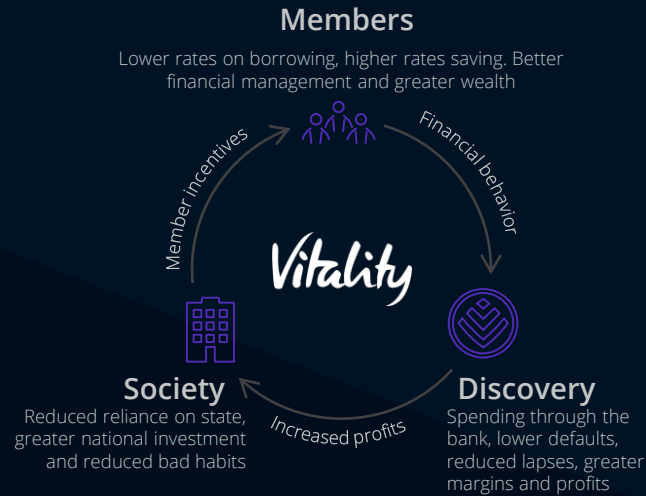 Members
Lower rates on borrowing, higher rates saving. Better
financial management and greater wealth
Member incentives
Financial behavior
Vitality
Society
Reduced reliance on state,
greater national investment
and reduced bad habits
Increased profits
Discovery
Spending through the
bank, lower defaults,
reduced lapses, greater
margins and profits